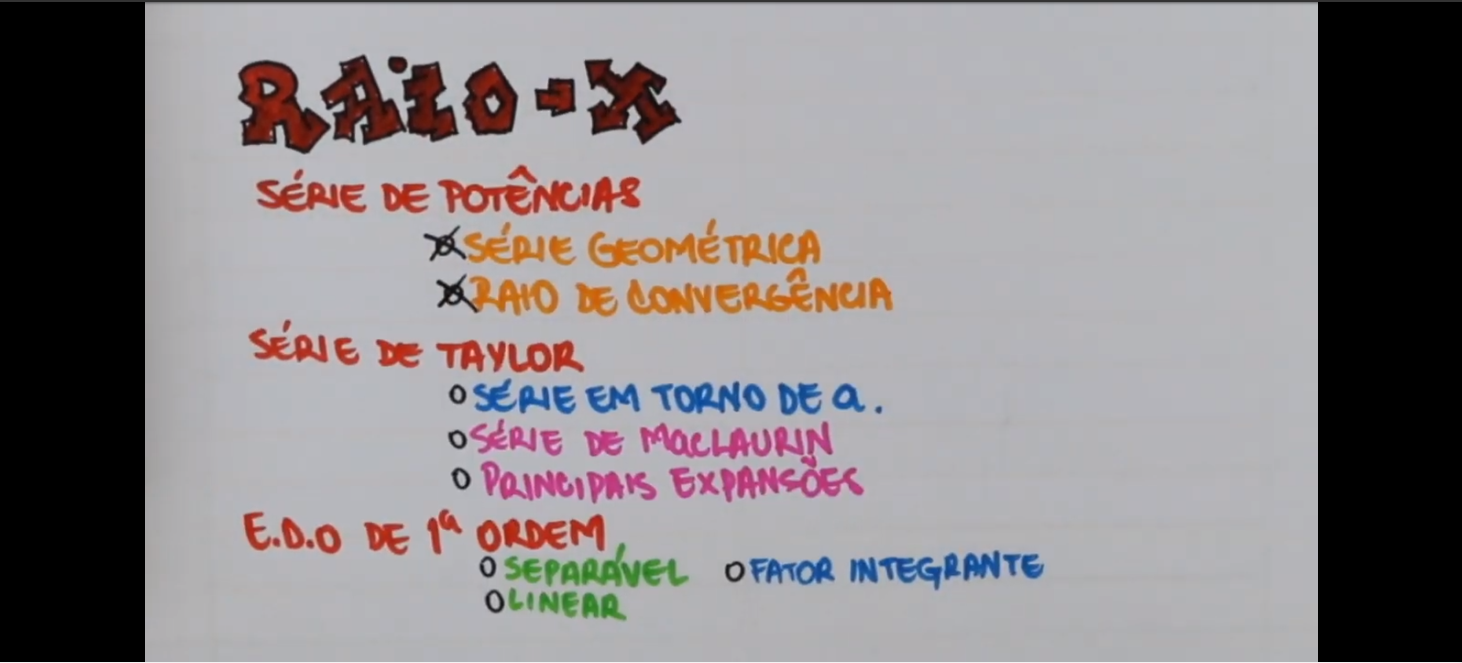 RAIO-X
SÉRIE DE POTÊNCIAS
SÉRIE GEOMÉTRICA
RAIO DE CONVERGÊNCIA
SÉRIE DE TAYLOR
SÉRIE EM TORNO DE a.
SÉRIE DE MACLAURIN
PRINCIPAIS EXPANSÕES
E.D.O DE 1ª ORDEM
SEPARÁVEL FATOR INTEGRANTE
LINEAR